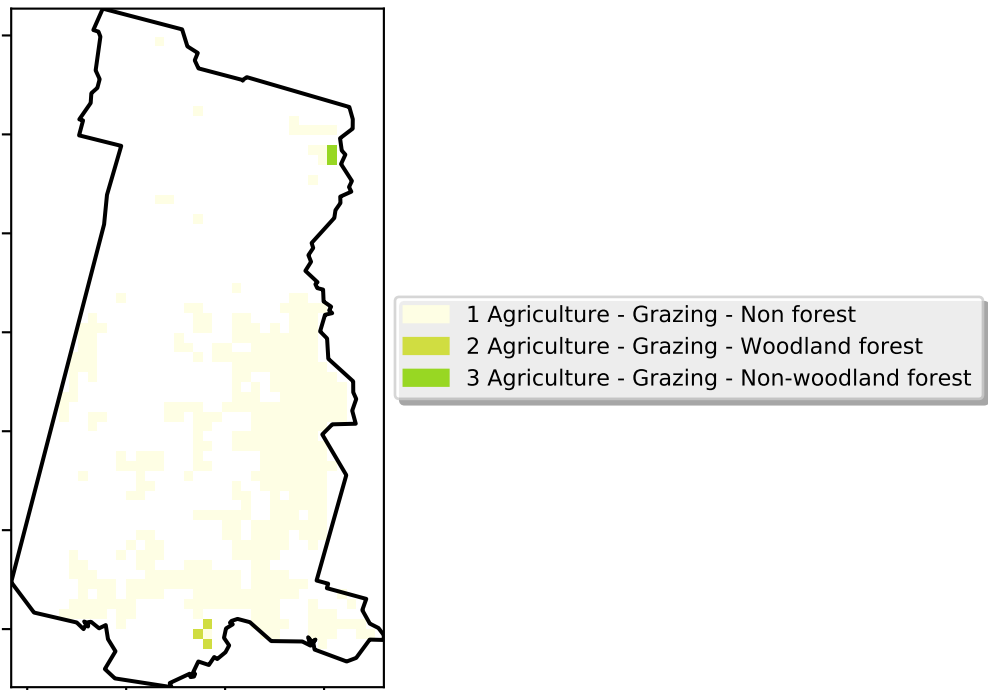 1 Agriculture - Grazing - Non forest
2 Agriculture - Grazing - Woodland forest
3 Agriculture - Grazing - Non-woodland forest